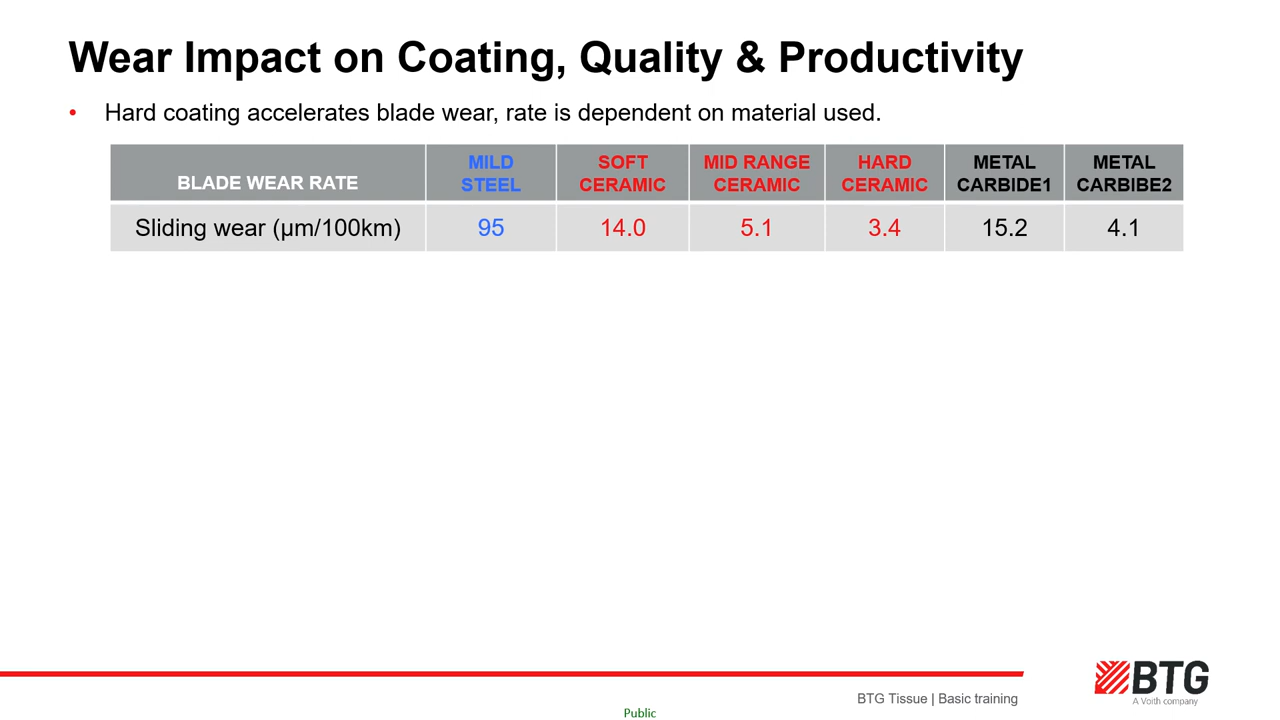 Wear Impact on Coating, Quality & Productivity
• Hard coating accelerates blade wear, rate is dependent on material used.
BLADE WEAR RATE MILD STEEL SOFT CERAMIC MID RANGE CERAMIC HARD CERAMIC METAL CARBIDE1 METAL CARBIBE2
Sliding wear (µm/100km) 95 14.0 5.1 3.4 15.2 4.1
BTG
A Voith company
BTG Tissue | Basic training
Public